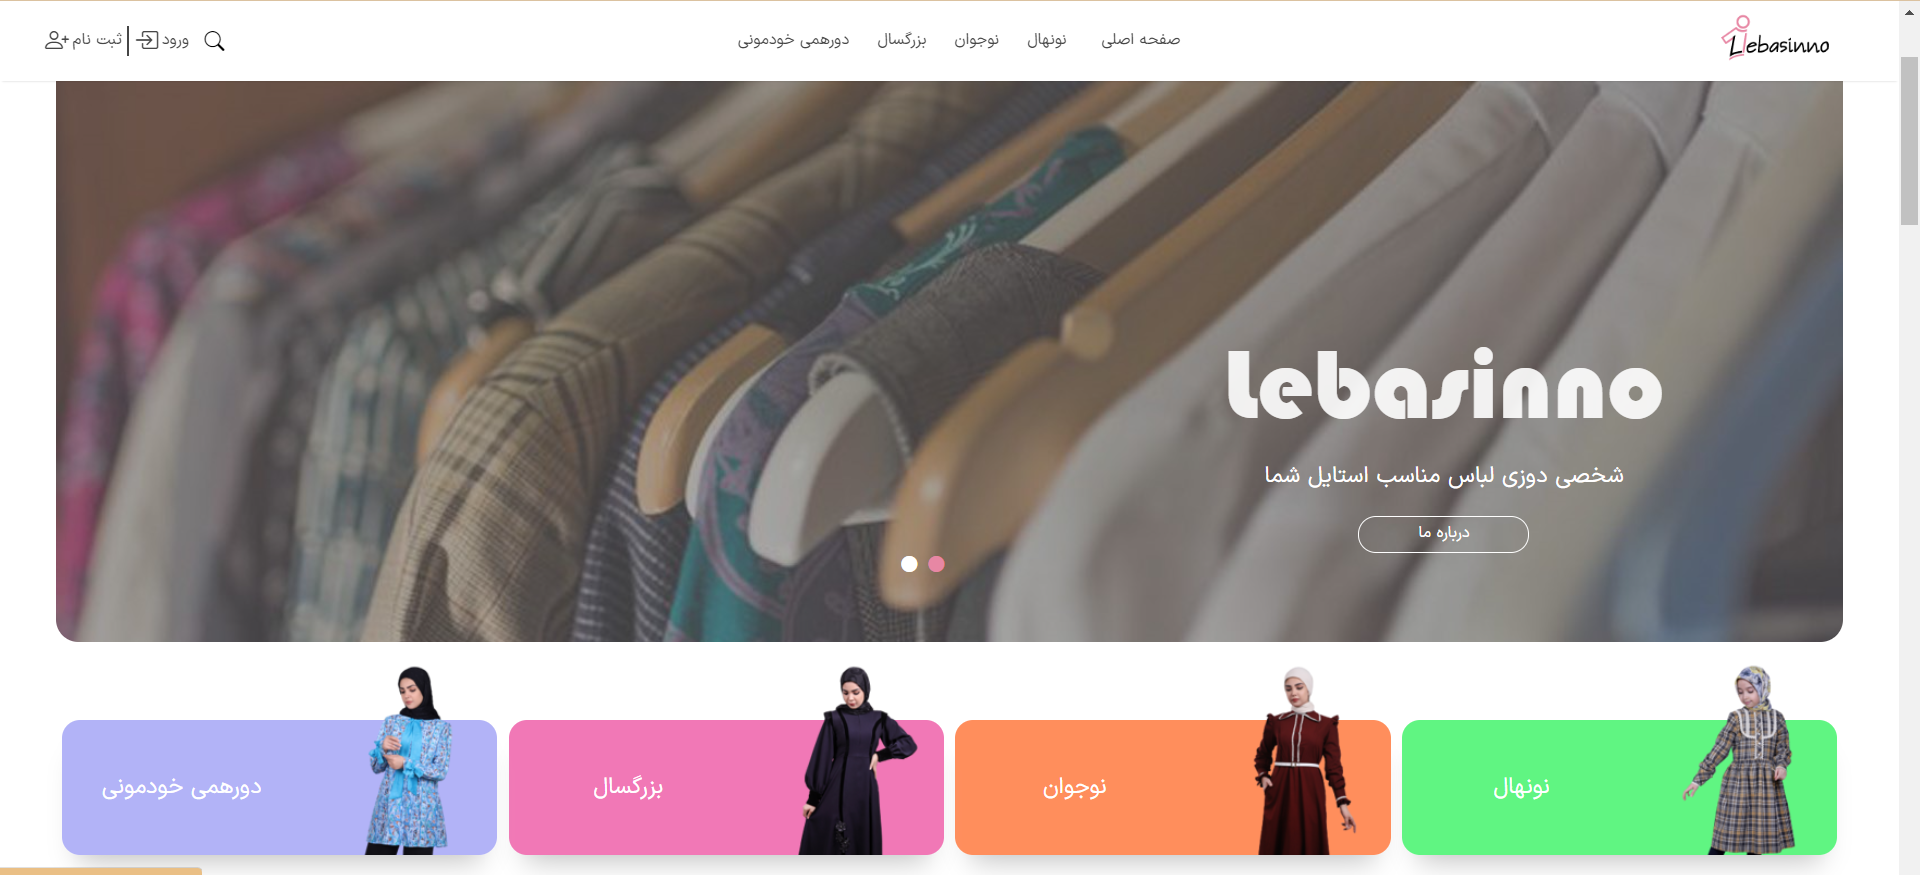 Lebasinno
صفحه اصلی
نونهال
نوجوان
بزرگسال
دورهمی خودمونی
ورود
ثبت نام
Lebasinno
شخصی دوزی لباس مناسب استایل شما
درباره ما
نونهال
نوجوان
بزرگسال
دورهمی خودمونی